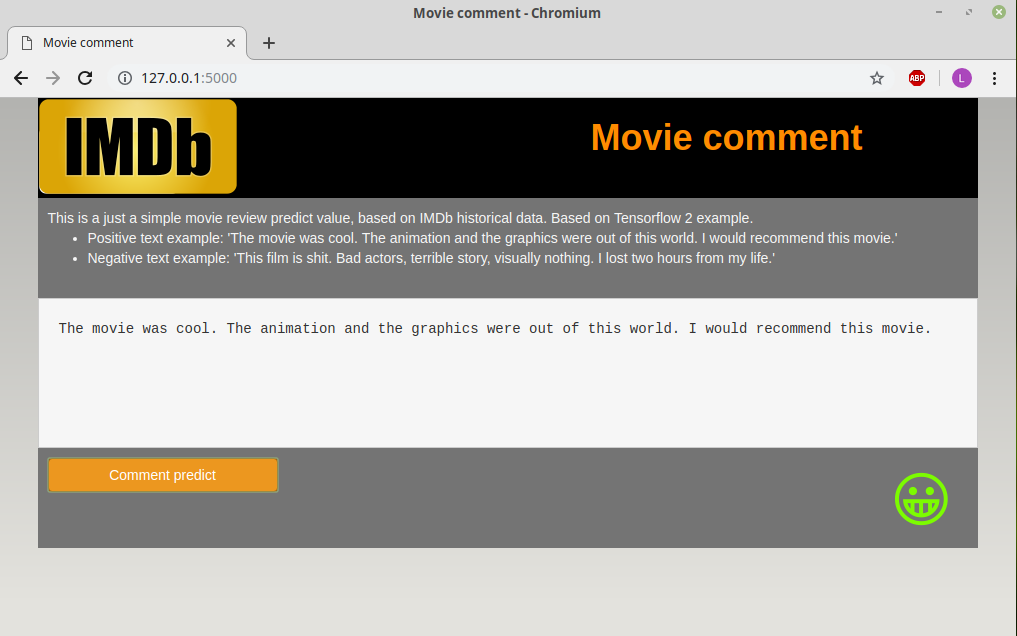 Movie comment - Chromium
Movie comment
127.0.0.1:5000
ABP
L
IMDb
Movie comment
This is a just a simple movie review predict value, based on IMDb historical data. Based on Tensorflow 2 example.
• Positive text example: 'The movie was cool. The animation and the graphics were out of this world. I would recommend this movie.'
• Negative text example: 'This film is shit. Bad actors, terrible story, visually nothing. I lost two hours from my life.'
The movie was cool. The animation and the graphics were out of this world. I would recommend this movie.
Comment predict